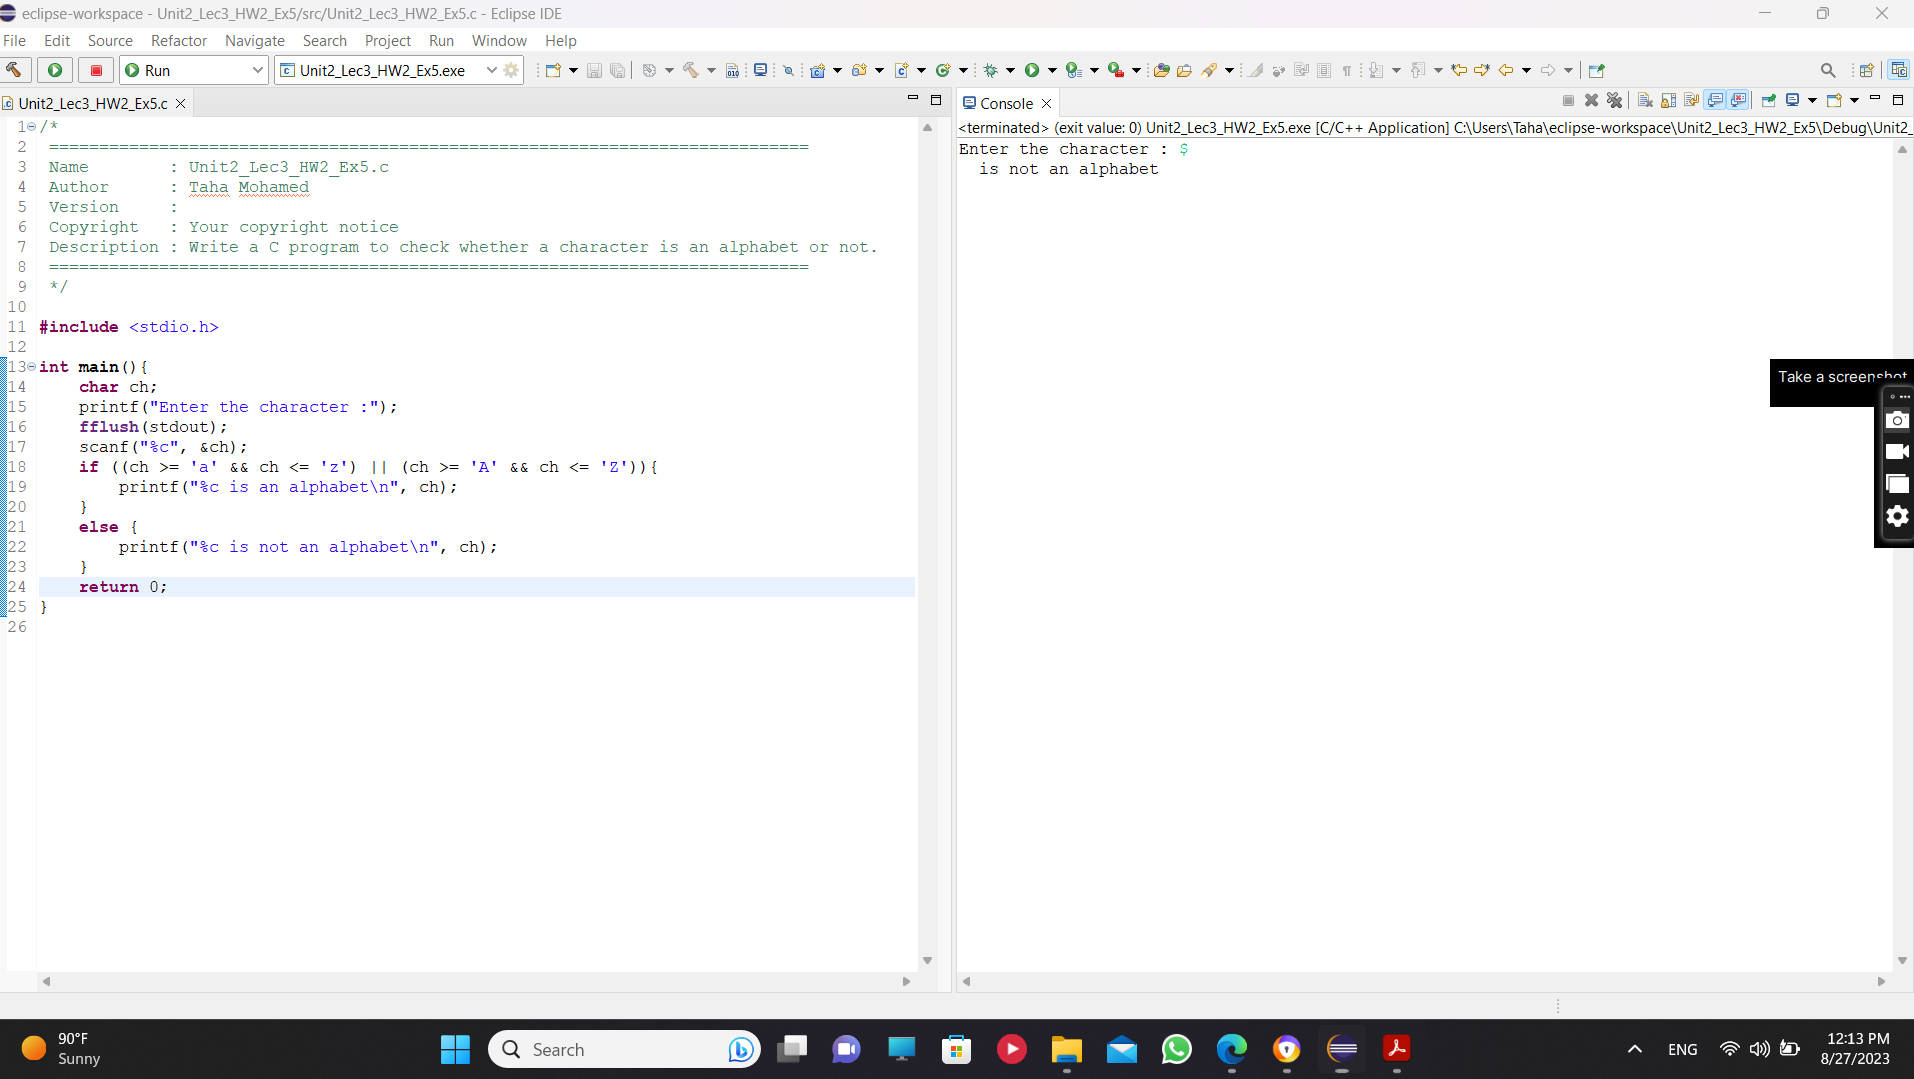 eclipse-workspace - Unit2_Lec3_HW2_Ex5/src/Unit2_Lec3_HW2_Ex5.c - Eclipse IDE
File Edit Source Refactor Navigate Search Project Run Window Help
Run Unit2_Lec3_HW2_Ex5.exe
Unit2_Lec3_HW2_Ex5.c
1 /*
2 ============================================================================
3 Name        : Unit2_Lec3_HW2_Ex5.c
4 Author      : Taha Mohamed
5 Version     :
6 Copyright   : Your copyright notice
7 Description : Write a C program to check whether a character is an alphabet or not.
8 ============================================================================
9 */
10
11 #include <stdio.h>
12
13 int main(){
14     char ch;
15     printf("Enter the character :");
16     fflush(stdout);
17     scanf("%c", &ch);
18     if ((ch >= 'a' && ch <= 'z') || (ch >= 'A' && ch <= 'Z')){
19         printf("%c is an alphabet\n", ch);
20     }
21     else {
22         printf("%c is not an alphabet\n", ch);
23     }
24     return 0;
25 }
26
Console
<terminated> (exit value: 0) Unit2_Lec3_HW2_Ex5.exe [C/C++ Application] C:\Users\Taha\eclipse-workspace\Unit2_Lec3_HW2_Ex5\Debug\Unit2_
Enter the character : $
  is not an alphabet
Take a screenshot
90°F
Sunny
Search
ENG
12:13 PM
8/27/2023